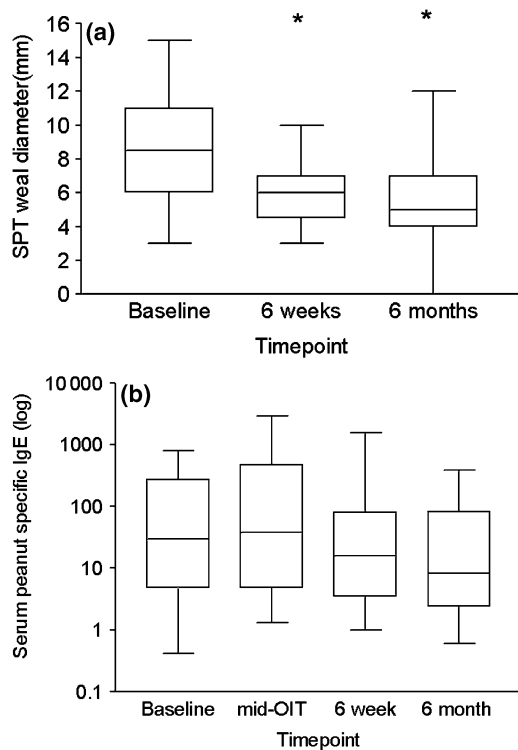 (a)
SPT weal diameter(mm)
16
14
12
10
8
6
4
2
0
* *
Baseline 6 weeks 6 months
Timepoint
(b)
Serum peanut specific IgE (log)
10 000
1000
100
10
1
0.1
Baseline mid-OIT 6 week 6 month
Timepoint